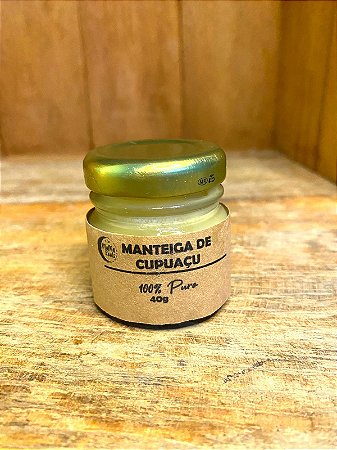 MANTEIGA DE
CUPUAÇU
100% Pura
40g